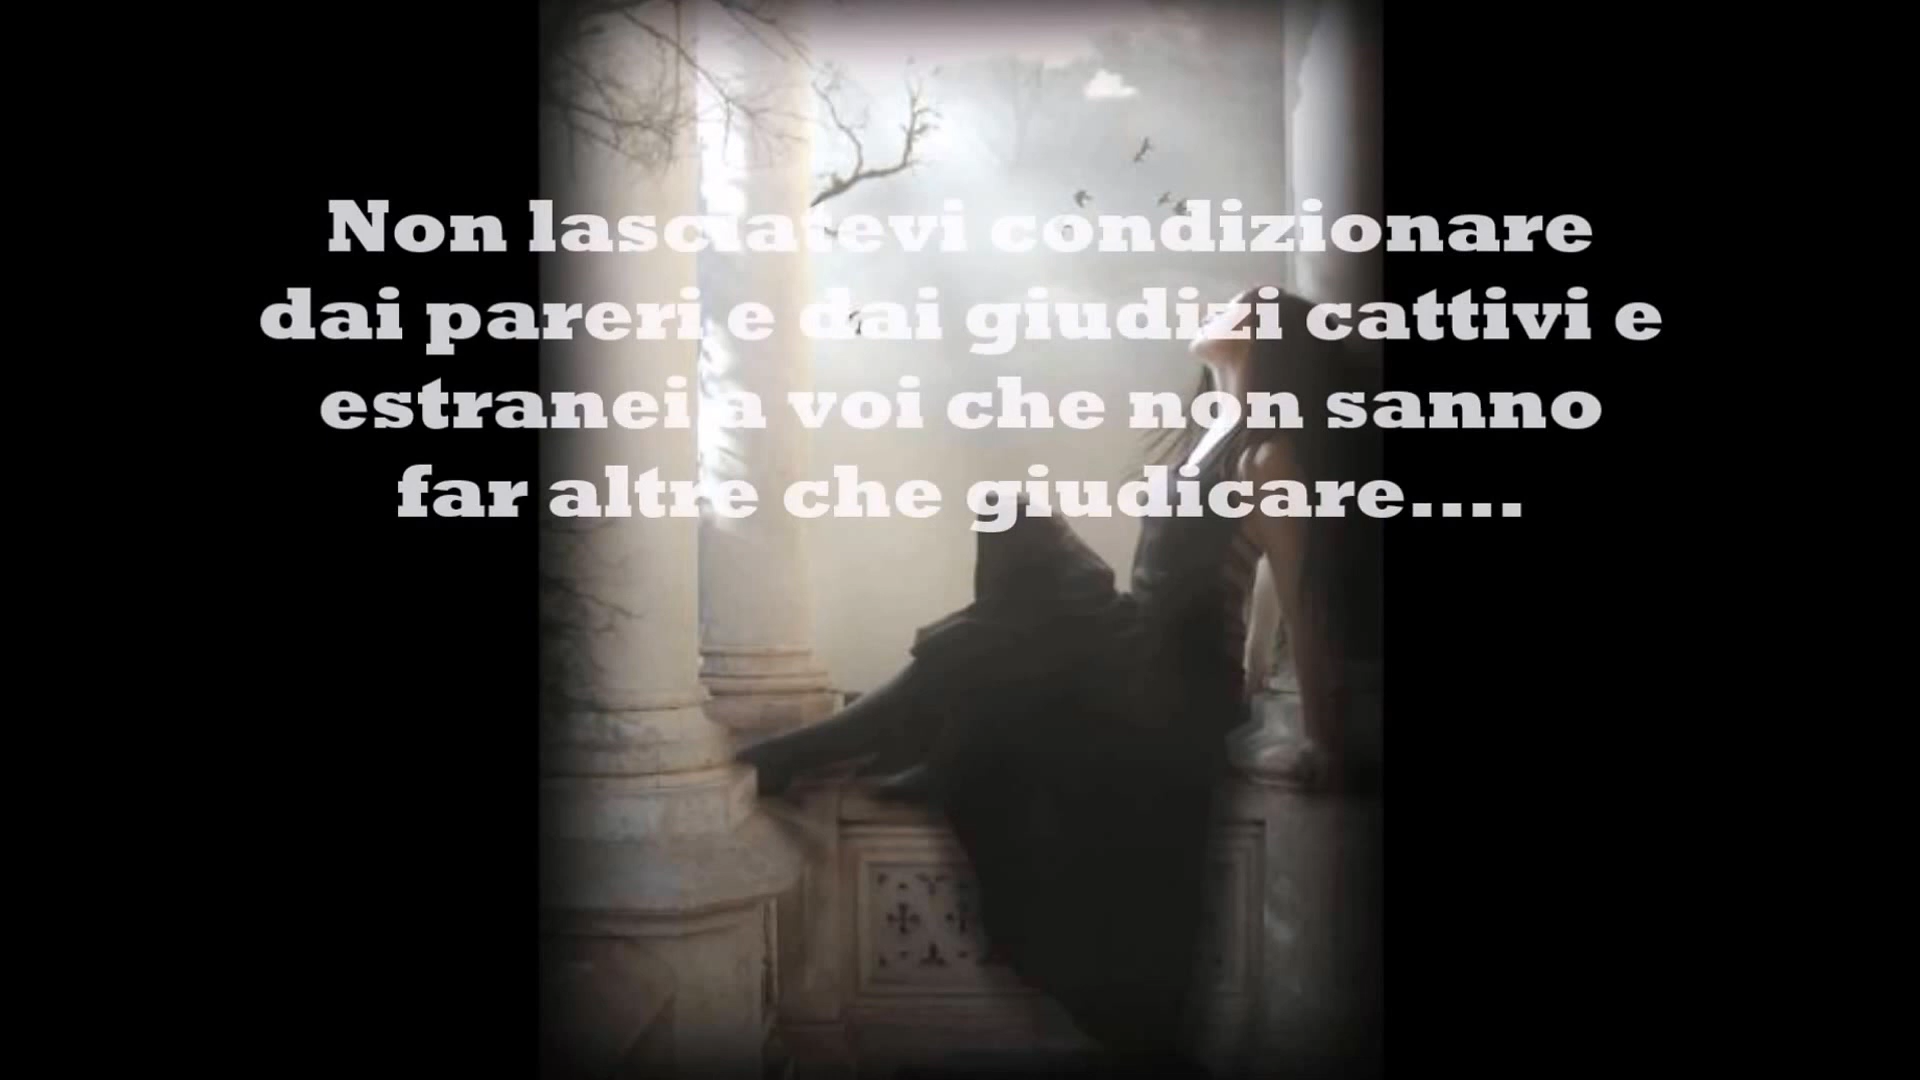 Non lasciatevi condizionare
dai pareri e dai giudizi cattivi e
estranei a voi che non sanno
far altre che giudicare....